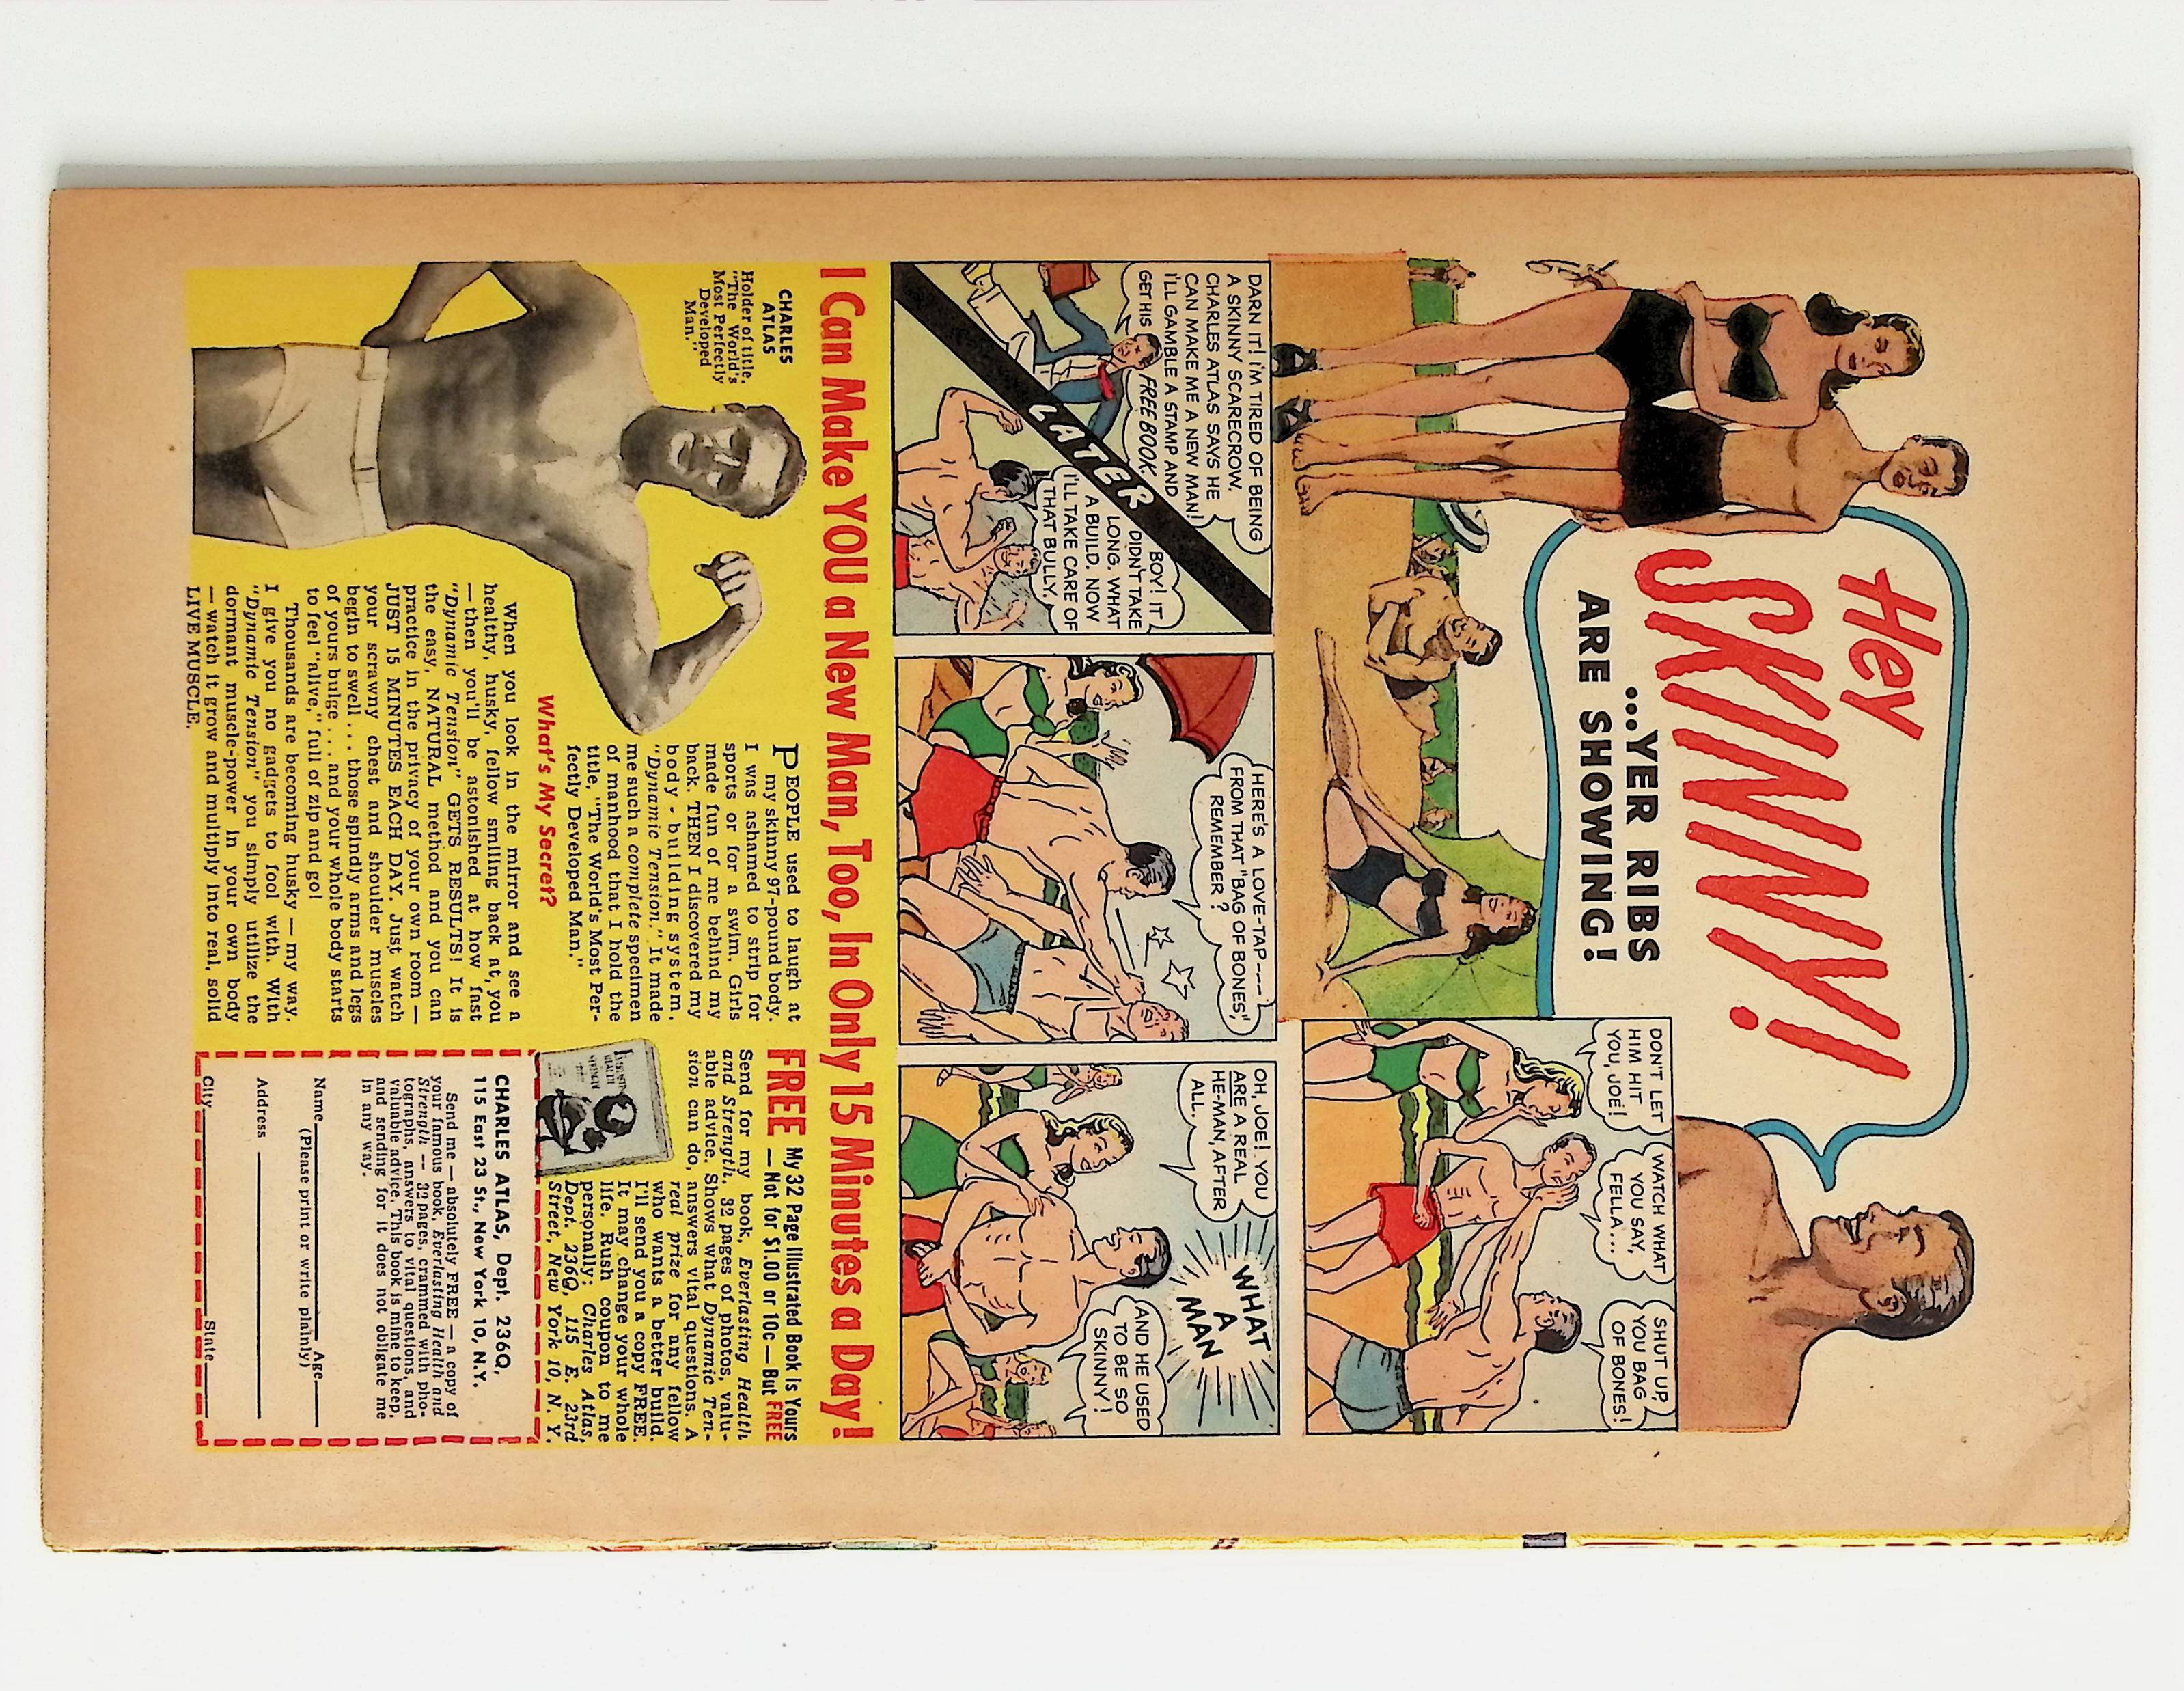 Hey
SKINNY!
...YER RIBS
ARE SHOWING!
DON'T LET
HIM HIT
YOU, JOE!
WATCH WHAT
YOU SAY,
FELLA...
SHUT UP,
YOU BAG
OF BONES!
DARN IT! I'M TIRED OF BEING
A SKINNY SCARECROW.
CHARLES ATLAS SAYS HE
CAN MAKE ME A NEW MAN!
I'LL GAMBLE A STAMP AND
GET HIS FREE BOOK.
LATER
BOY! IT
DIDN'T TAKE
LONG. WHAT
A BUILD. NOW
I'LL TAKE CARE OF
THAT BULLY.
HERE'S A LOVE-TAP----
FROM THAT "BAG OF BONES",
REMEMBER?
OH, JOE! YOU
ARE A REAL
HE-MAN, AFTER
ALL.
WHAT
A
MAN
AND HE USED
TO BE SO
SKINNY!
I Can Make YOU a New Man, Too, In Only 15 Minutes a Day!
CHARLES
ATLAS
Holder of title,
"The World's
Most Perfectly
Developed
Man."
PEOPLE used to laugh at
my skinny 97-pound body.
I was ashamed to strip for
sports or for a swim. Girls
made fun of me behind my
back. THEN I discovered my
body-building system,
"Dynamic Tension." It made
me such a complete specimen
of manhood that I hold the
title, "The World's Most Per-
fectly Developed Man."
What's My Secret?
When you look in the mirror and see a
healthy, husky, fellow smiling back at you
— then you'll be astonished at how fast
"Dynamic Tension" GETS RESULTS! It is
the easy, NATURAL method and you can
practice in the privacy of your own room —
JUST 15 MINUTES EACH DAY. Just watch
your scrawny chest and shoulder muscles
begin to swell . . . those spindly arms and legs
of yours bulge . . . and your whole body starts
to feel "alive," full of zip and go!
Thousands are becoming husky — my way.
I give you no gadgets to fool with. With
"Dynamic Tension" you simply utilize the
dormant muscle-power in your own body
— watch it grow and multiply into real, solid
LIVE MUSCLE.
FREE My 32 Page Illustrated Book is Yours
—Not for $1.00 or 10c—But FREE
Send for my book, Everlasting Health
and Strength. 32 pages of photos, valu-
able advice. Shows what Dynamic Ten-
sion can do, answers vital questions. A
real prize for any fellow
who wants a better build.
I'll send you a copy FREE.
It may change your whole
life. Rush coupon to me
personally: Charles Atlas,
Dept. 236Q, 115 E. 23rd
Street, New York 10, N. Y.
CHARLES ATLAS, Dept. 236Q,
115 East 23 St., New York 10, N.Y.
Send me — absolutely FREE — a copy of
your famous book, Everlasting Health and
Strength — 32 pages, crammed with pho-
tographs, answers to vital questions, and
valuable advice. This book is mine to keep,
and sending for it does not obligate me
in any way.
Name Age
(Please print or write plainly)
Address
City State